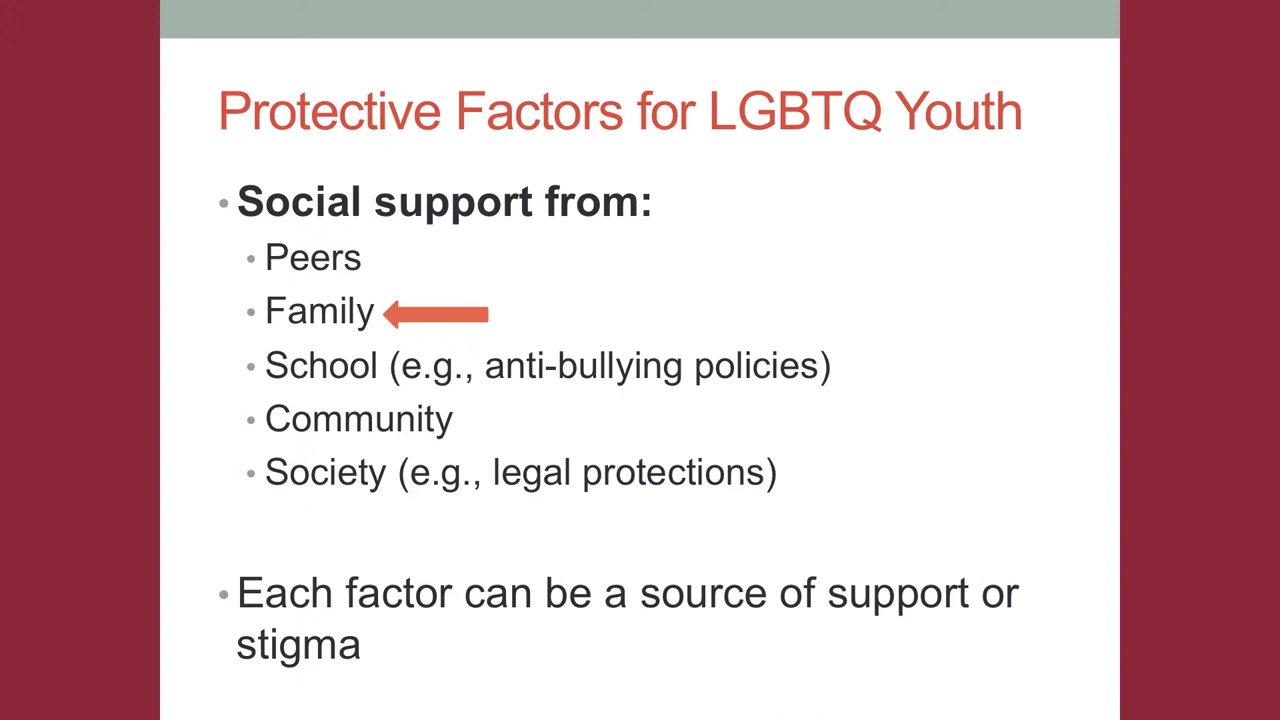 Protective Factors for LGBTQ Youth
• Social support from:
• Peers
• Family
• School (e.g., anti-bullying policies)
• Community
• Society (e.g., legal protections)
• Each factor can be a source of support or
stigma